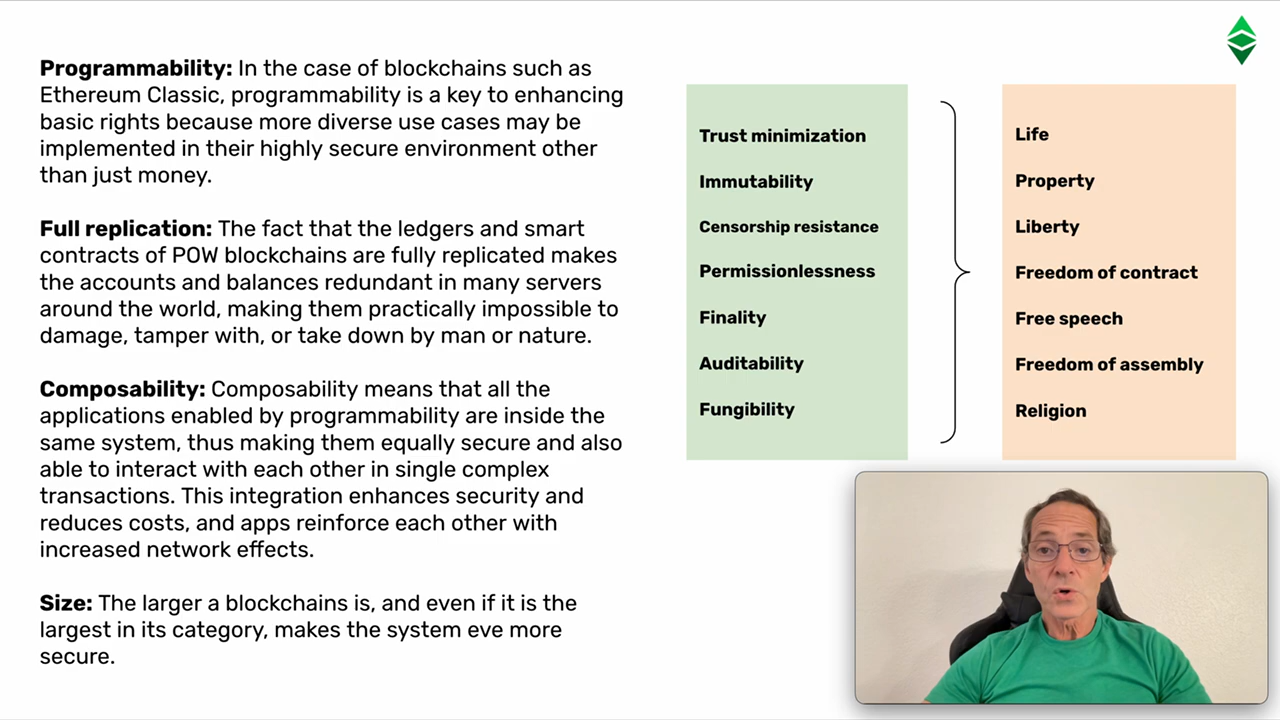 Programmability: In the case of blockchains such as
Ethereum Classic, programmability is a key to enhancing
basic rights because more diverse use cases may be
implemented in their highly secure environment other
than just money.
Full replication: The fact that the ledgers and smart
contracts of POW blockchains are fully replicated makes
the accounts and balances redundant in many servers
around the world, making them practically impossible to
damage, tamper with, or take down by man or nature.
Composability: Composability means that all the
applications enabled by programmability are inside the
same system, thus making them equally secure and also
able to interact with each other in single complex
transactions. This integration enhances security and
reduces costs, and apps reinforce each other with
increased network effects.
Size: The larger a blockchains is, and even if it is the
largest in its category, makes the system eve more
secure.
Trust minimization
Immutability
Censorship resistance
Permissionlessness
Finality
Auditability
Fungibility
Life
Property
Liberty
Freedom of contract
Free speech
Freedom of assembly
Religion